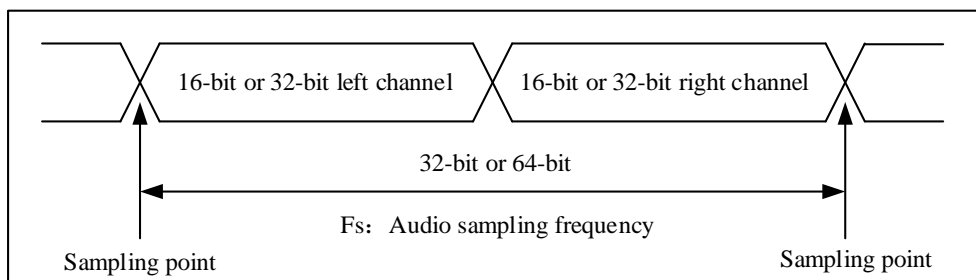 16-bit or 32-bit left channel
16-bit or 32-bit right channel
32-bit or 64-bit
Fs：Audio sampling frequency
Sampling point
Sampling point